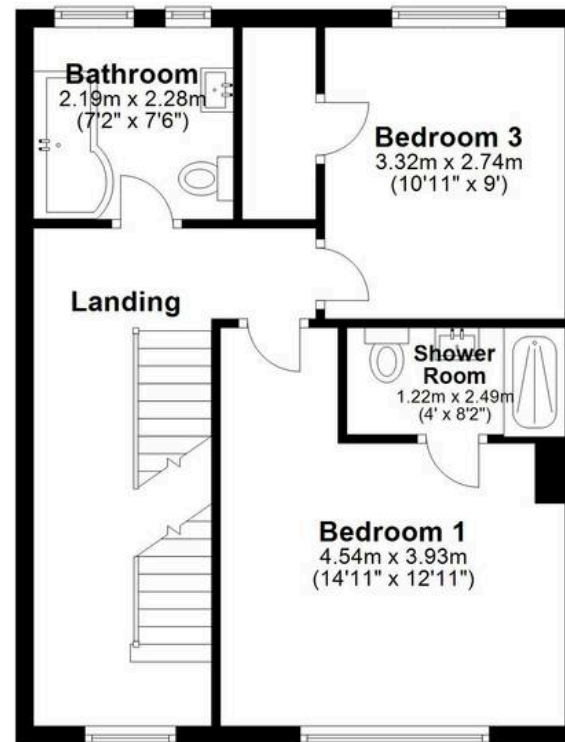 Bathroom
2.19m x 2.28m
(7'2" x 7'6")
Bedroom 3
3.32m x 2.74m
(10'11" x 9')
Landing
Shower
Room
1.22m x 2.49m
(4' x 8'2")
Bedroom 1
4.54m x 3.93m
(14'11" x 12'11")